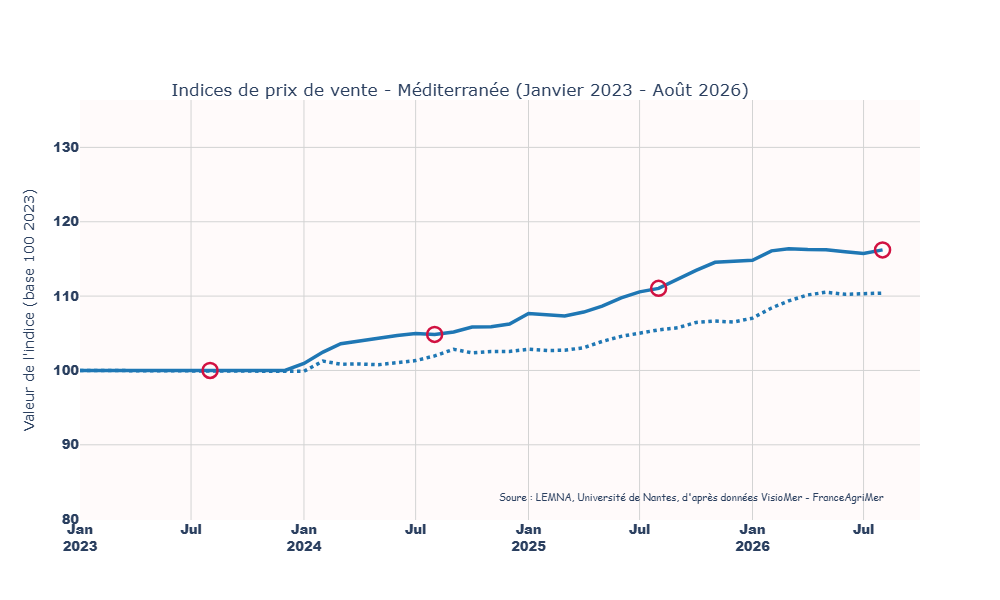 Indices de prix de vente - Méditerranée (Janvier 2023 - Août 2026)
Valeur de l'indice (base 100 2023)
130
120
110
100
90
80
Jan
2023
Jul
Jan
2024
Jul
Jan
2025
Jul
Jan
2026
Jul
Soure : LEMNA, Université de Nantes, d'après données VisioMer - FranceAgriMer